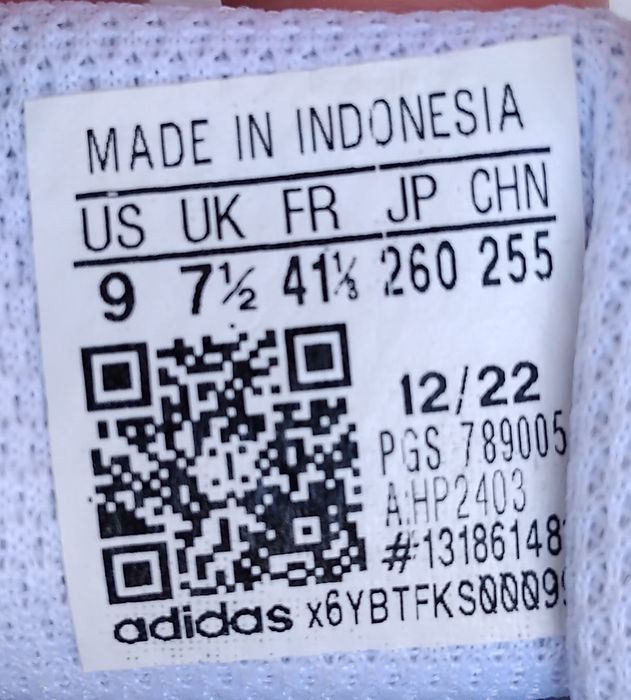 MADE IN INDONESIA
US UK FR JP CHN
9 7½ 41⅓ 260 255
12/22
PGS 789005
A:HP2403
#:13186148
adidas x6YBTFKS0009